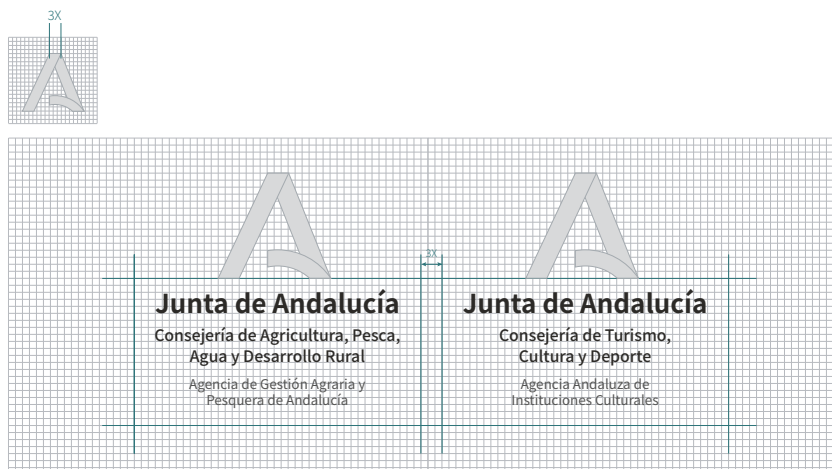 3X
3X
Junta de Andalucía
Consejería de Agricultura, Pesca,
Agua y Desarrollo Rural
Agencia de Gestión Agraria y
Pesquera de Andalucía
Junta de Andalucía
Consejería de Turismo,
Cultura y Deporte
Agencia Andaluza de
Instituciones Culturales